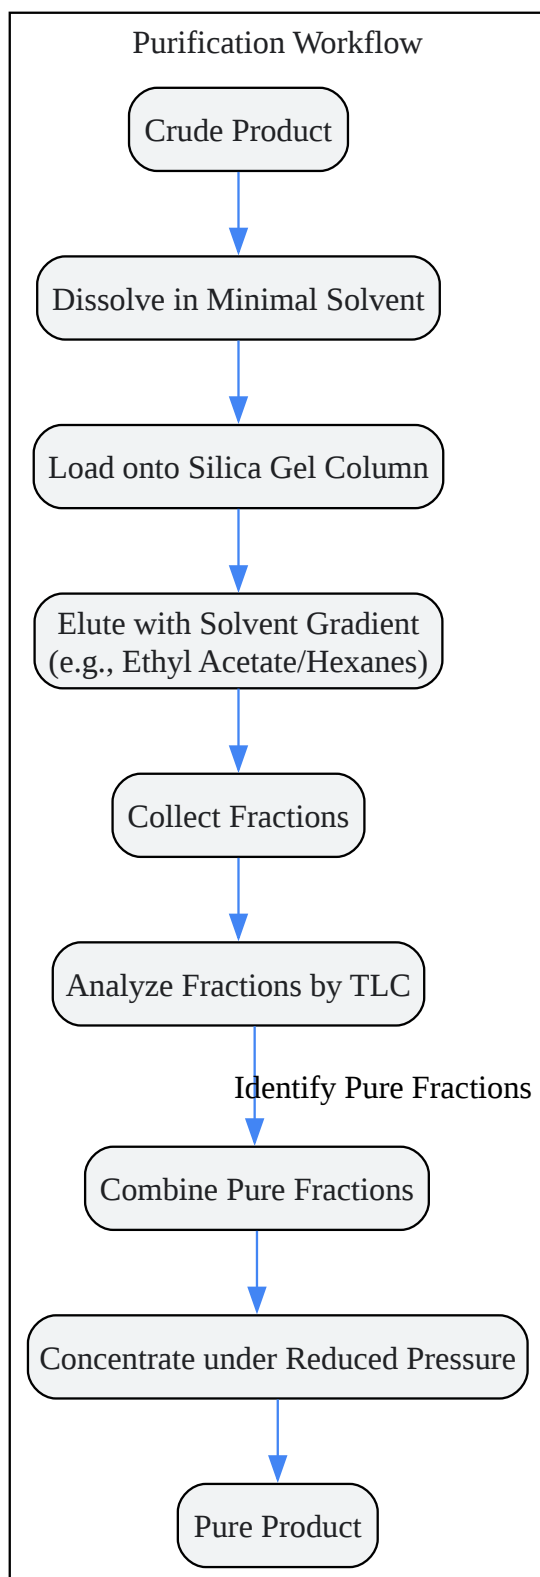 Purification Workflow
Crude Product
Dissolve in Minimal Solvent
Load onto Silica Gel Column
Elute with Solvent Gradient
(e.g., Ethyl Acetate/Hexanes)
Collect Fractions
Analyze Fractions by TLC
Identify Pure Fractions
Combine Pure Fractions
Concentrate under Reduced Pressure
Pure Product